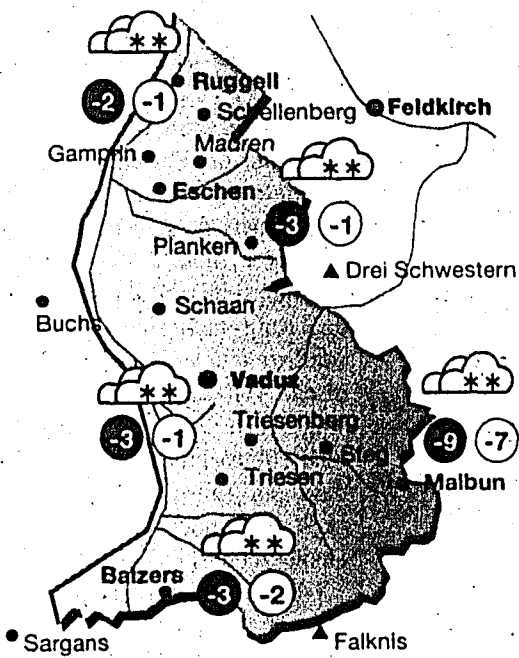 Ruggell
-2 -1
Schellenberg
Feldkirch
Gamprin
Mauren
Eschen
-3 -1
Planken
Drei Schwestern
Schaan
Buchs
Vaduz
-3 -1
Triesenberg
-9 -7
Steg
Triesen
Malbun
Balzers
-3 -2
Sargans
Falknis